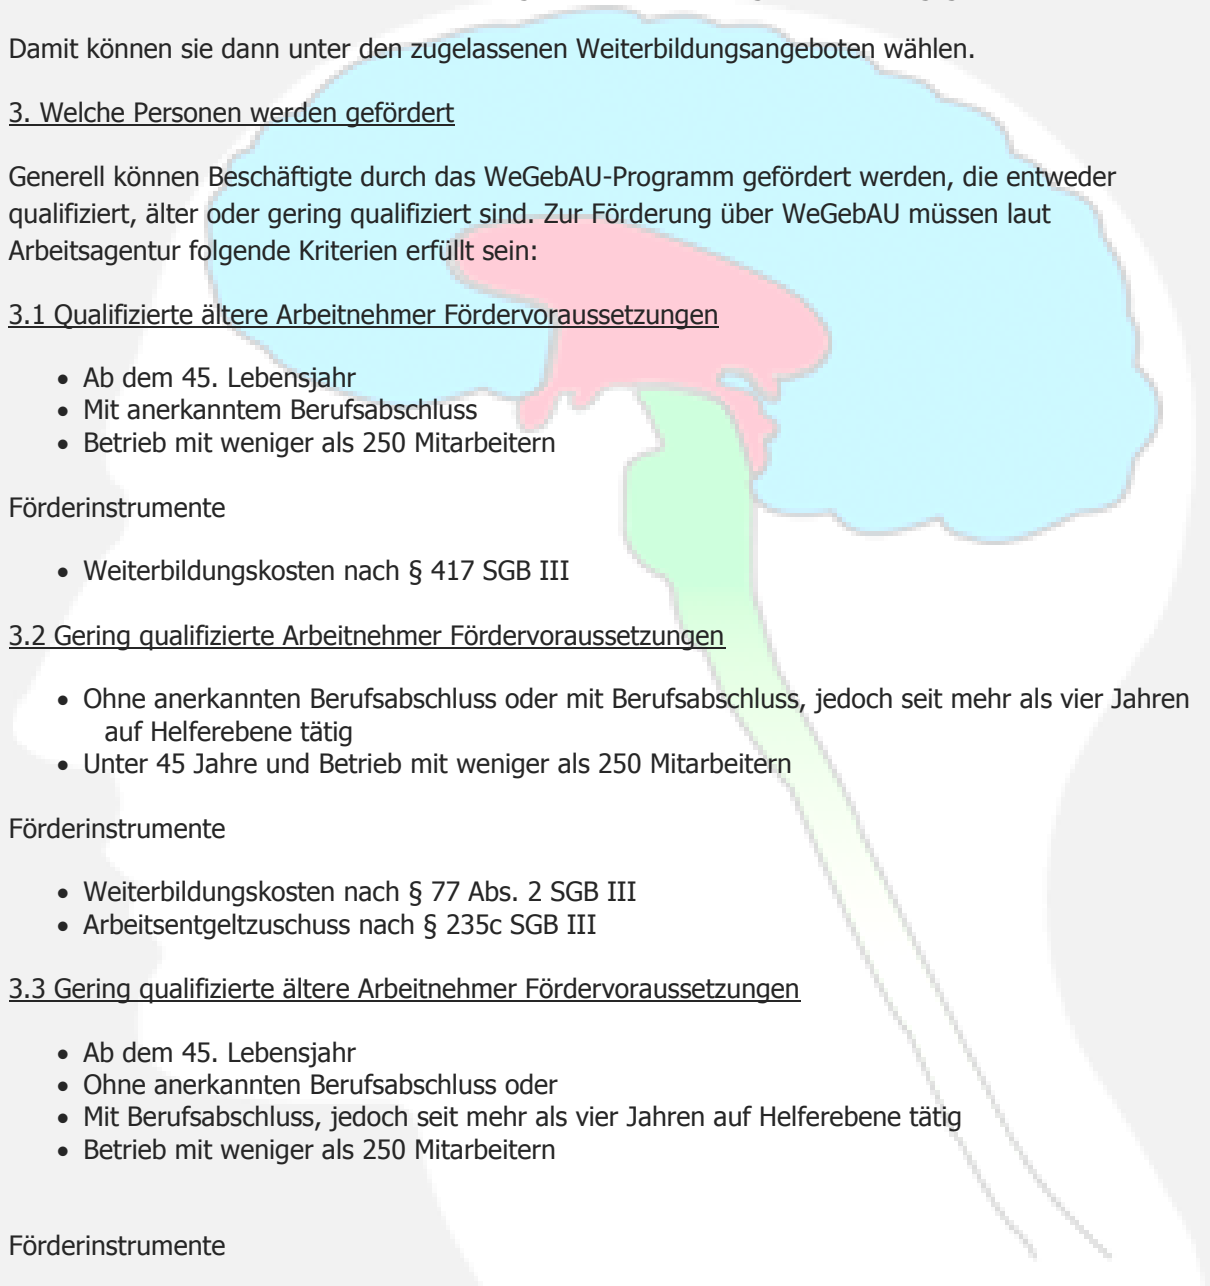 Damit können sie dann unter den zugelassenen Weiterbildungsangeboten wählen.
3. Welche Personen werden gefördert
Generell können Beschäftigte durch das WeGebAU-Programm gefördert werden, die entweder
qualifiziert, älter oder gering qualifiziert sind. Zur Förderung über WeGebAU müssen laut
Arbeitsagentur folgende Kriterien erfüllt sein:
3.1 Qualifizierte ältere Arbeitnehmer Fördervoraussetzungen
• Ab dem 45. Lebensjahr
• Mit anerkanntem Berufsabschluss
• Betrieb mit weniger als 250 Mitarbeitern
Förderinstrumente
• Weiterbildungskosten nach § 417 SGB III
3.2 Gering qualifizierte Arbeitnehmer Fördervoraussetzungen
• Ohne anerkannten Berufsabschluss oder mit Berufsabschluss, jedoch seit mehr als vier Jahren
auf Helferebene tätig
• Unter 45 Jahre und Betrieb mit weniger als 250 Mitarbeitern
Förderinstrumente
• Weiterbildungskosten nach § 77 Abs. 2 SGB III
• Arbeitsentgeltzuschuss nach § 235c SGB III
3.3 Gering qualifizierte ältere Arbeitnehmer Fördervoraussetzungen
• Ab dem 45. Lebensjahr
• Ohne anerkannten Berufsabschluss oder
• Mit Berufsabschluss, jedoch seit mehr als vier Jahren auf Helferebene tätig
• Betrieb mit weniger als 250 Mitarbeitern
Förderinstrumente